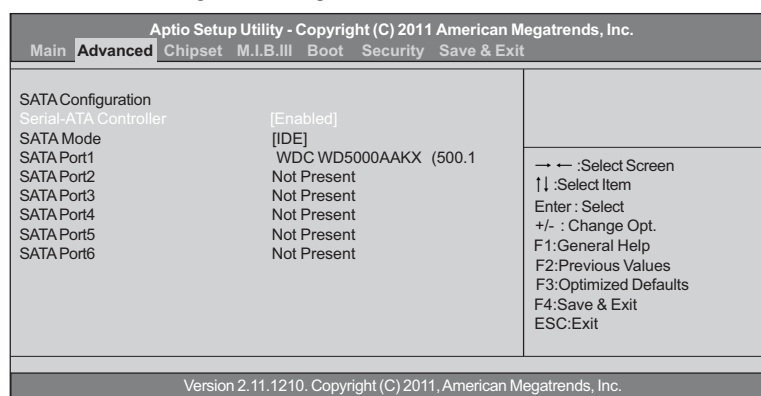 Aptio Setup Utility - Copyright (C) 2011 American Megatrends, Inc.
Main Advanced Chipset M.I.B.III Boot Security Save & Exit
SATA Configuration
Serial-ATA Controller [Enabled]
SATA Mode [IDE]
SATA Port1 WDC WD5000AAKX (500.1
SATA Port2 Not Present
SATA Port3 Not Present
SATA Port4 Not Present
SATA Port5 Not Present
SATA Port6 Not Present
→ ← :Select Screen
↑↓ :Select Item
Enter : Select
+/- : Change Opt.
F1:General Help
F2:Previous Values
F3:Optimized Defaults
F4:Save & Exit
ESC:Exit
Version 2.11.1210. Copyright (C) 2011, American Megatrends, Inc.